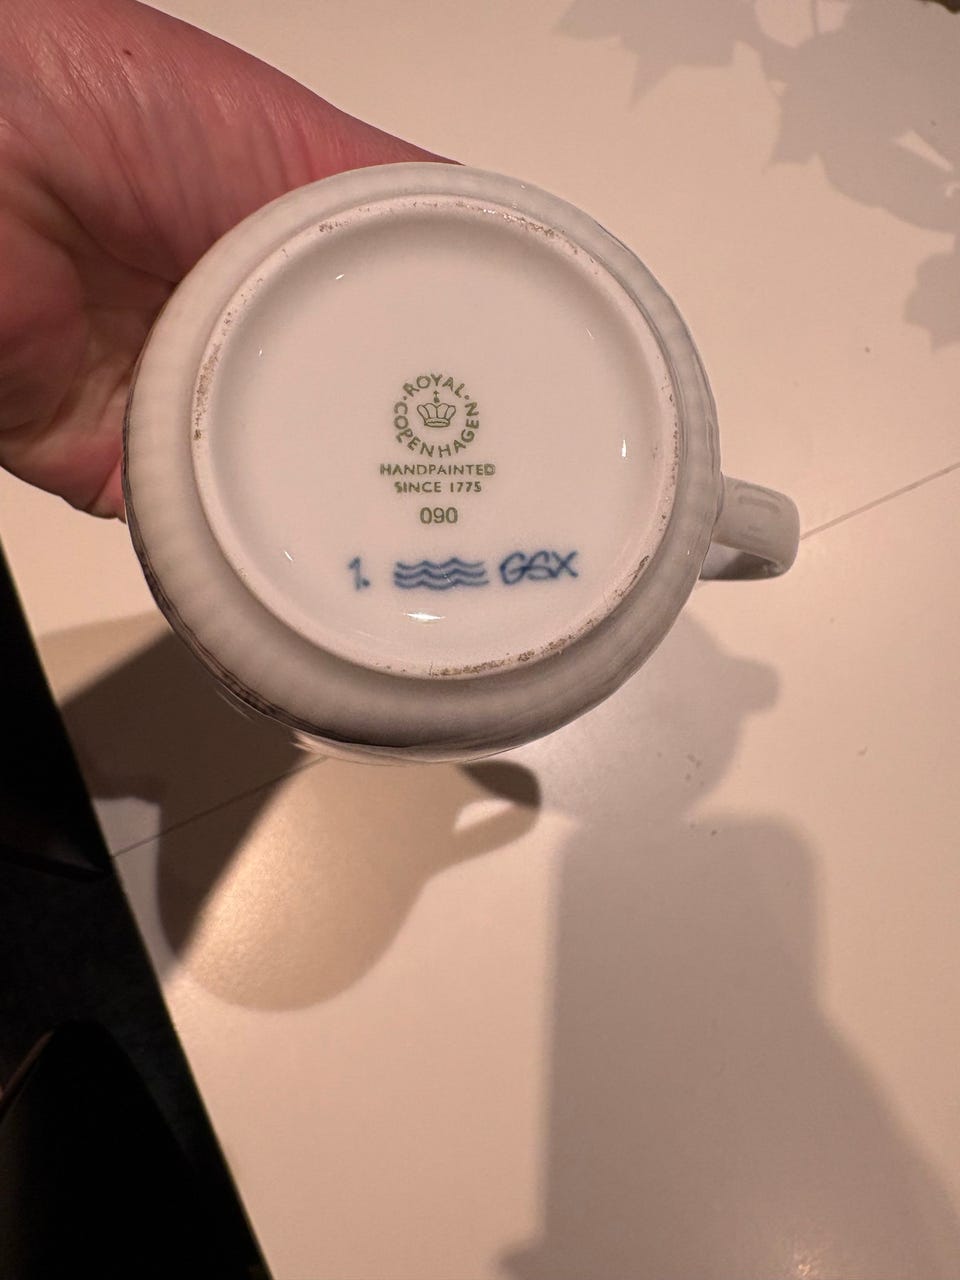 ROYAL · COPENHAGEN ·
HANDPAINTED
SINCE 1775
090
1. GSX